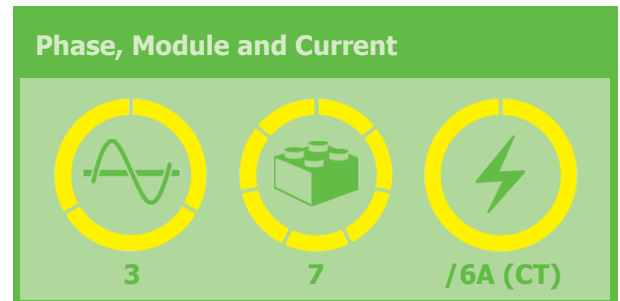 Phase, Module and Current
3 7 /6A (CT)